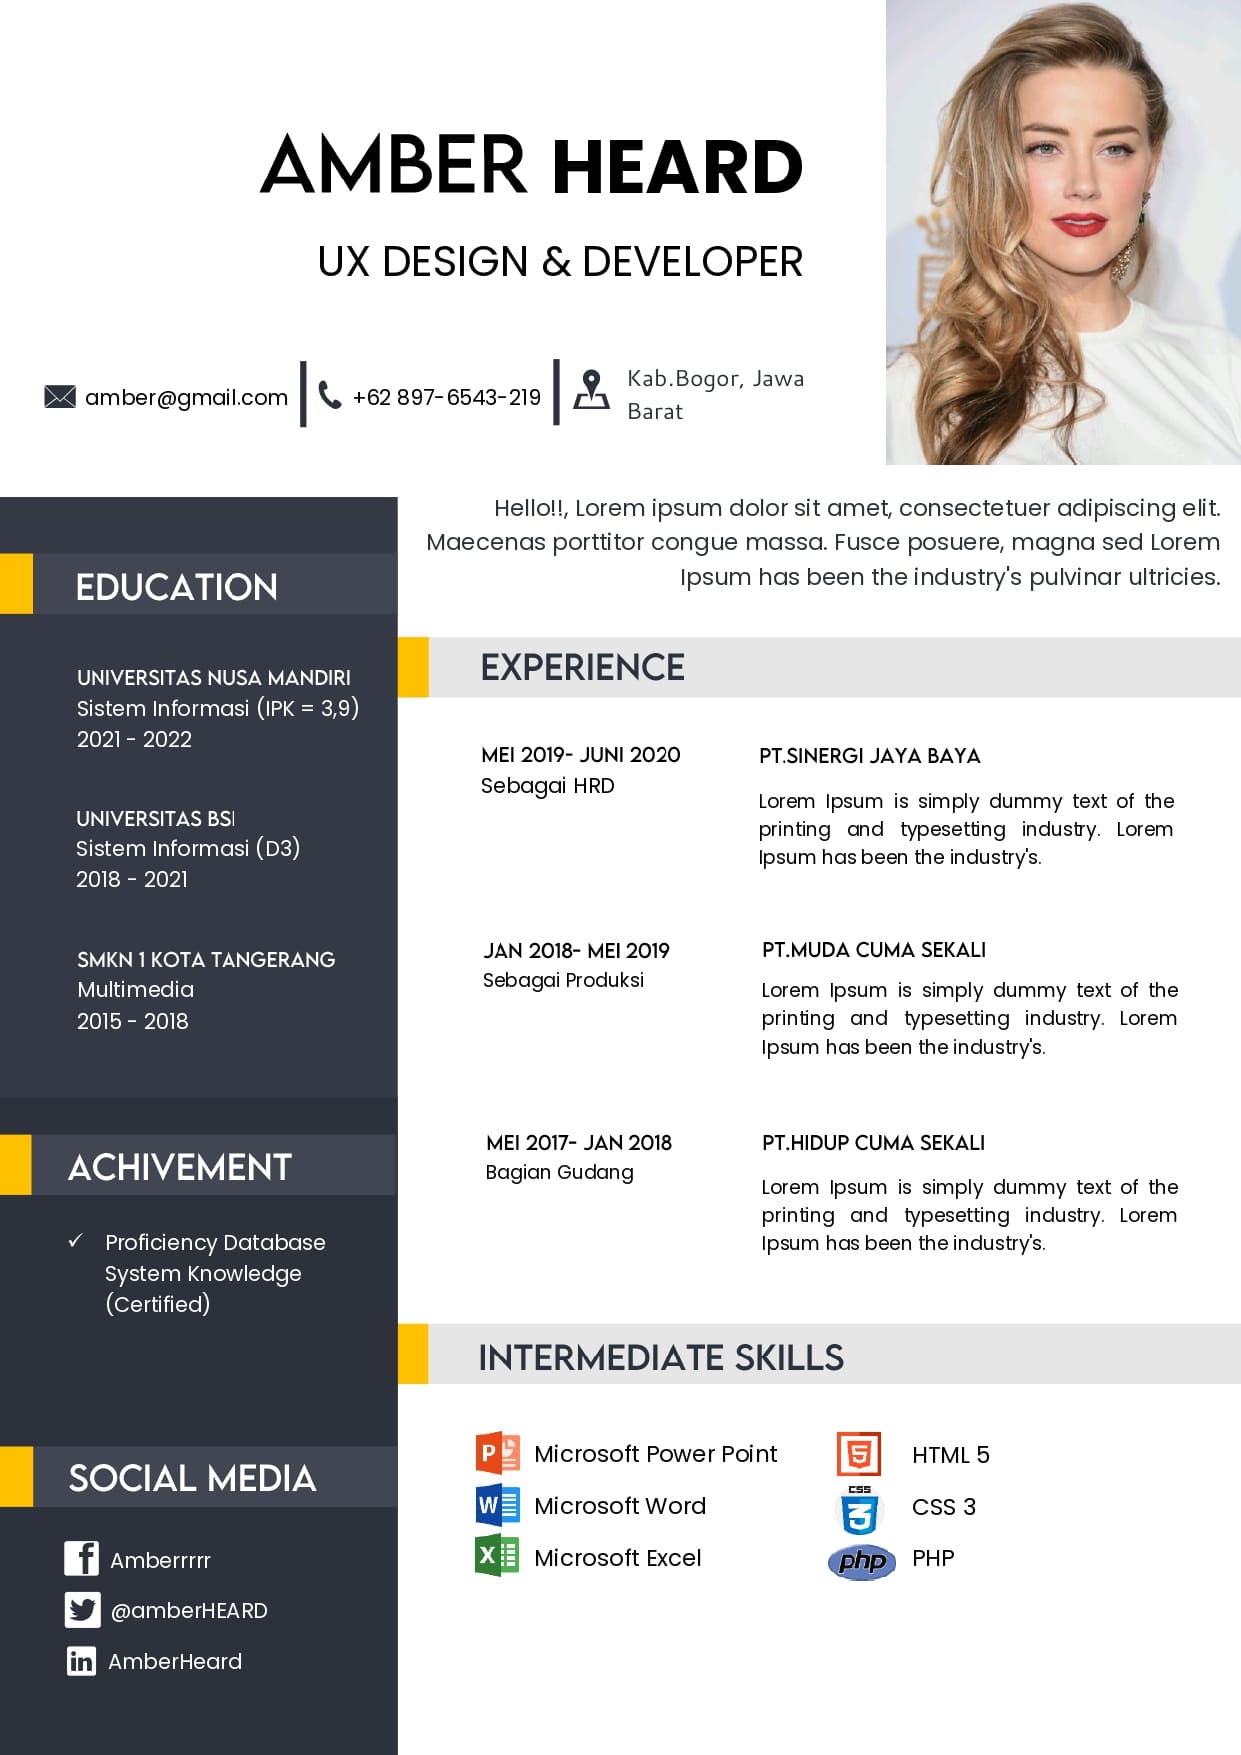 AMBER HEARD
UX DESIGN & DEVELOPER
amber@gmail.com
+62 897-6543-219
Kab.Bogor, Jawa
Barat
Hello!!, Lorem ipsum dolor sit amet, consectetuer adipiscing elit.
Maecenas porttitor congue massa. Fusce posuere, magna sed Lorem
Ipsum has been the industry's pulvinar ultricies.
EDUCATION
UNIVERSITAS NUSA MANDIRI
Sistem Informasi (IPK = 3,9)
2021 - 2022
UNIVERSITAS BSI
Sistem Informasi (D3)
2018 - 2021
SMKN 1 KOTA TANGERANG
Multimedia
2015 - 2018
ACHIVEMENT
✓ Proficiency Database
System Knowledge
(Certified)
SOCIAL MEDIA
f Amberrrrr
@amberHEARD
in AmberHeard
EXPERIENCE
MEI 2019- JUNI 2020
Sebagai HRD
PT.SINERGI JAYA BAYA
Lorem Ipsum is simply dummy text of the
printing and typesetting industry. Lorem
Ipsum has been the industry's.
JAN 2018- MEI 2019
Sebagai Produksi
PT.MUDA CUMA SEKALI
Lorem Ipsum is simply dummy text of the
printing and typesetting industry. Lorem
Ipsum has been the industry's.
MEI 2017- JAN 2018
Bagian Gudang
PT.HIDUP CUMA SEKALI
Lorem Ipsum is simply dummy text of the
printing and typesetting industry. Lorem
Ipsum has been the industry's.
INTERMEDIATE SKILLS
P Microsoft Power Point
W Microsoft Word
X Microsoft Excel
5 HTML 5
CSS
3 CSS 3
php PHP